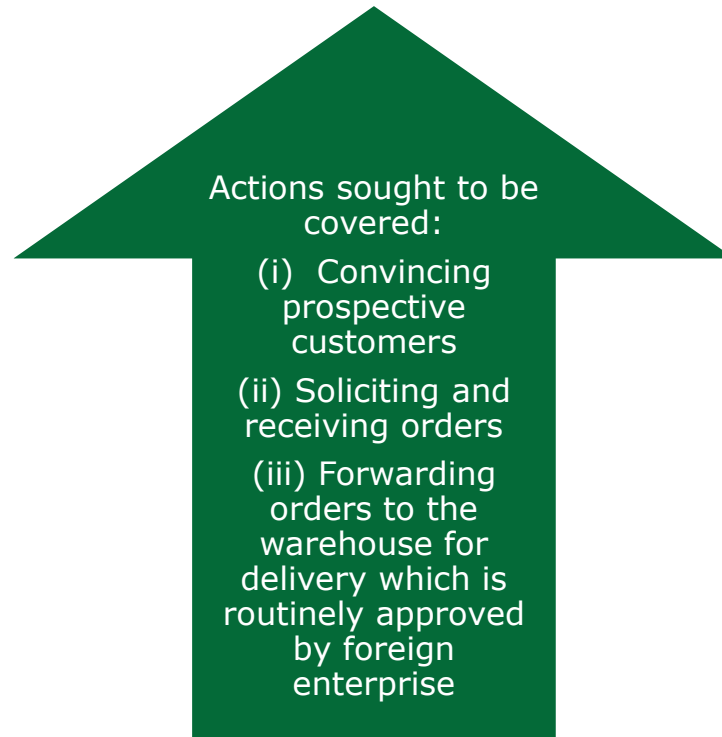 Actions sought to be
covered:
(i) Convincing
prospective
customers
(ii) Soliciting and
receiving orders
(iii) Forwarding
orders to the
warehouse for
delivery which is
routinely approved
by foreign
enterprise